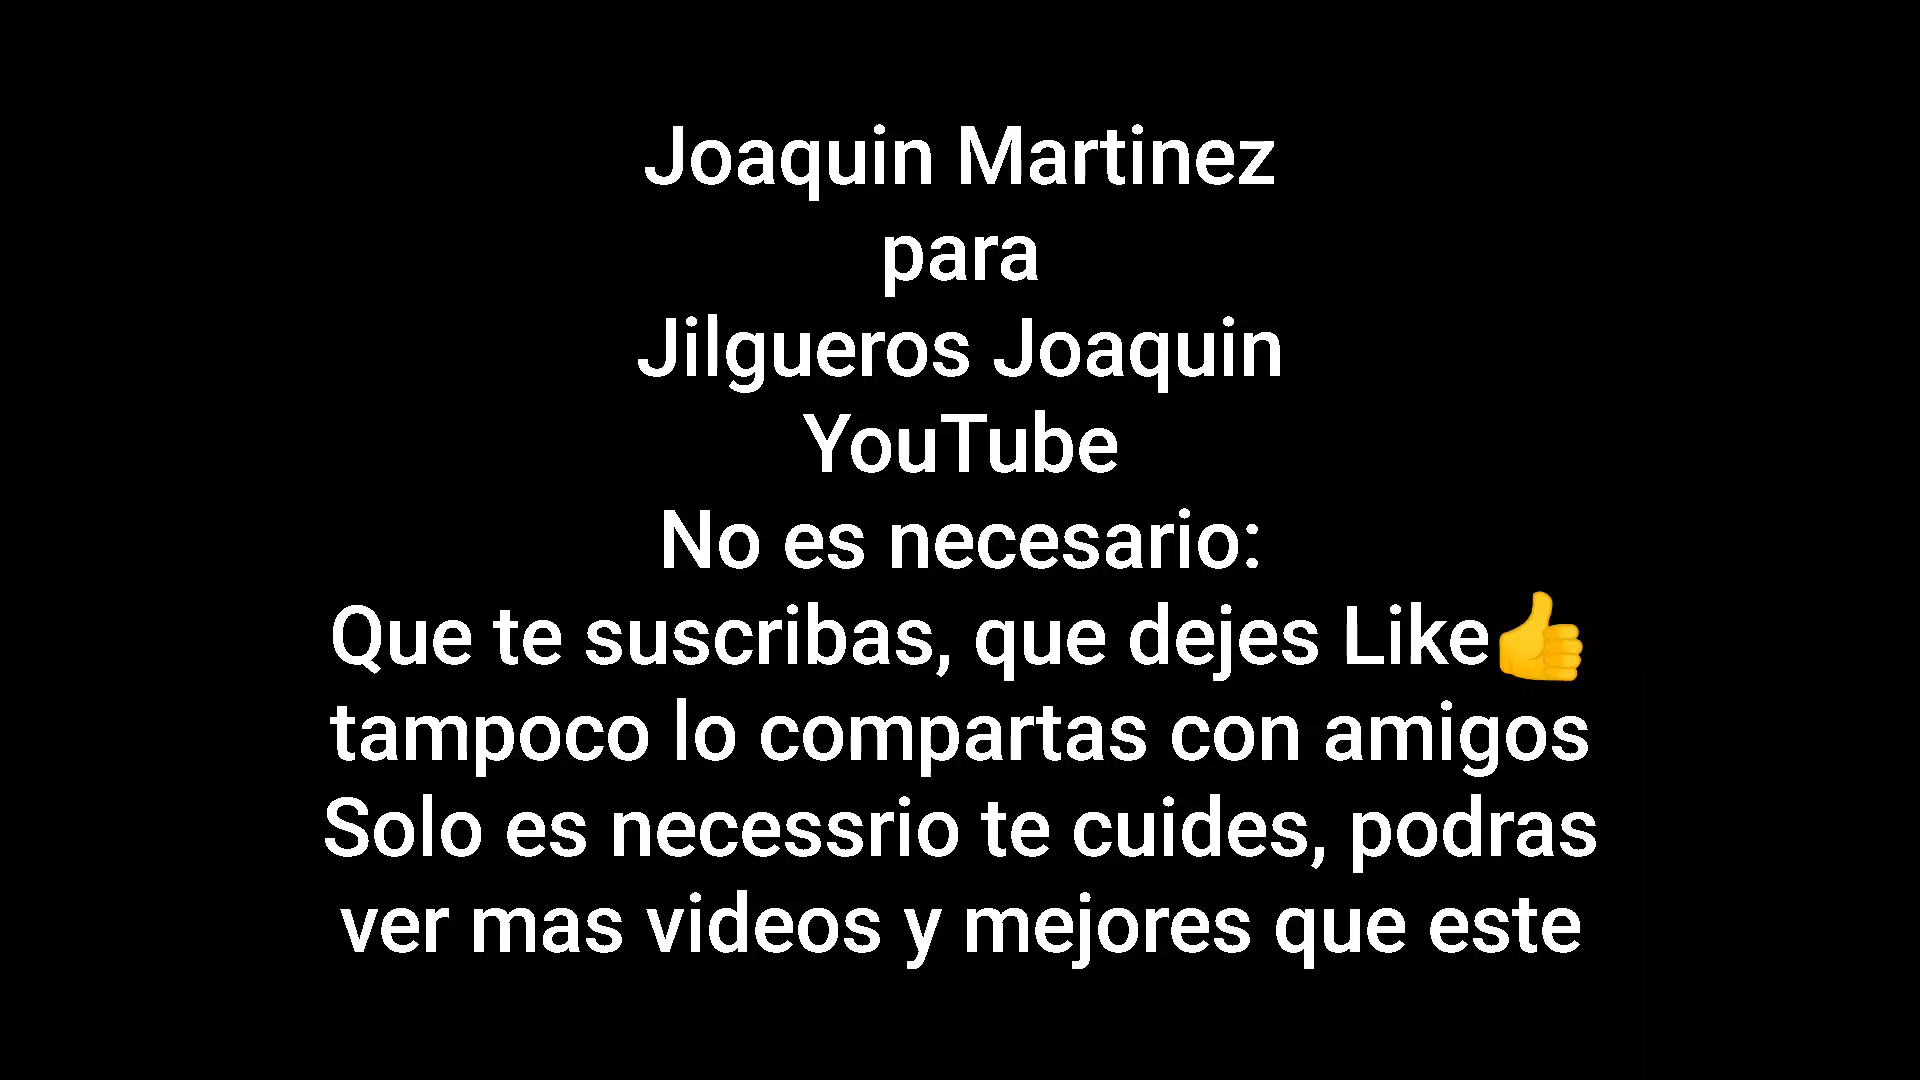 Joaquin Martinez
para
Jilgueros Joaquin
YouTube
No es necesario:
Que te suscribas, que dejes Like👍
tampoco lo compartas con amigos
Solo es necessrio te cuides, podras
ver mas videos y mejores que este